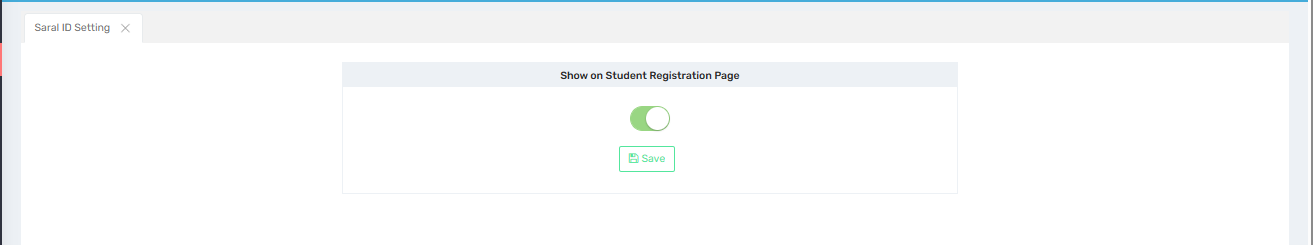 Saral ID Setting
Show on Student Registration Page
Save